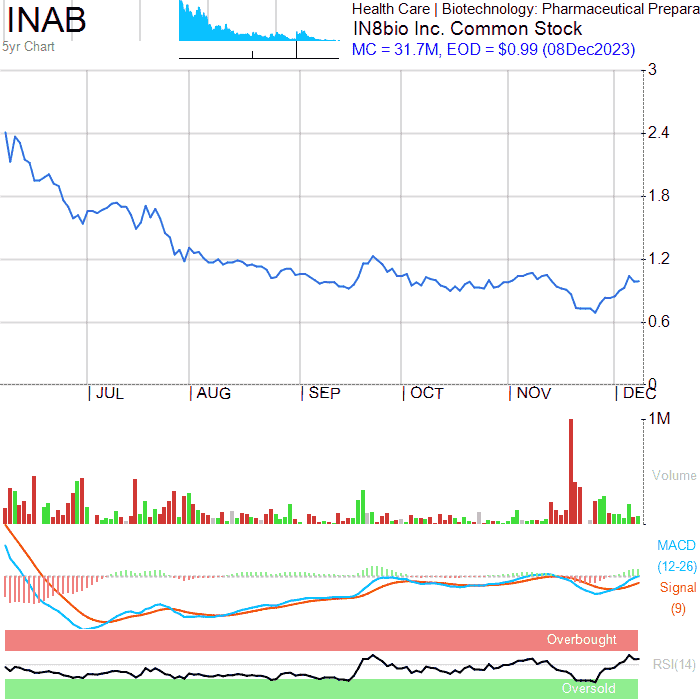 INAB
5yr Chart
Health Care | Biotechnology: Pharmaceutical Prepara
IN8bio Inc. Common Stock
MC = 31.7M, EOD = $0.99 (08Dec2023)
3
2.4
1.8
1.2
0.6
0
JUL AUG SEP OCT NOV DEC
1M
Volume
MACD
(12-26)
Signal
(9)
Overbought
RSI(14)
Oversold